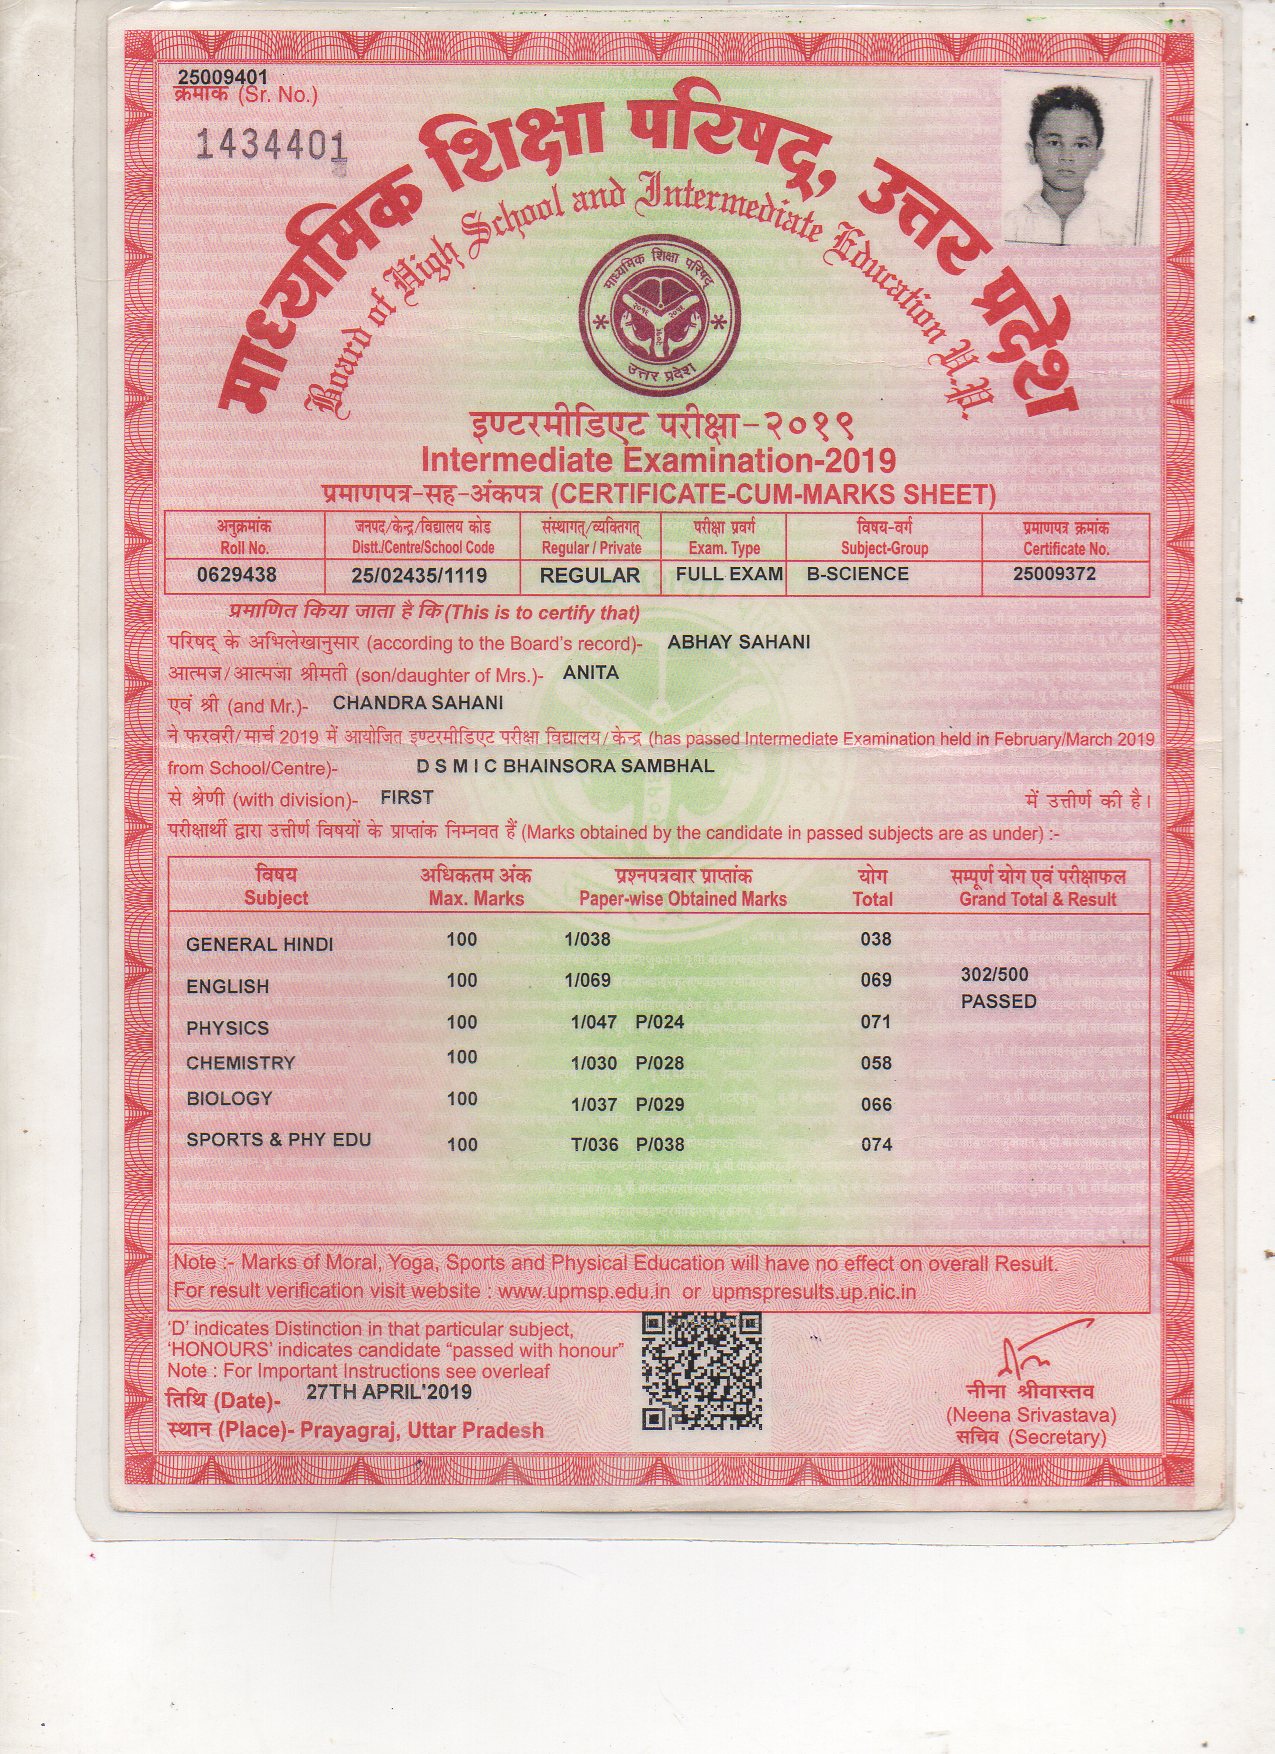 25009401
क्रमांक (Sr. No.)
1434401
माध्यमिक शिक्षा परिषद्, उत्तर प्रदेश
Board of High School and Intermediate Education U.P.
माध्यमिक शिक्षा परिषद्
२०१९ २०१९
२०१९
उत्तर प्रदेश
इण्टरमीडिएट परीक्षा-२०१९
Intermediate Examination-2019
प्रमाणपत्र-सह-अंकपत्र (CERTIFICATE-CUM-MARKS SHEET)
अनुक्रमांक जनपद/केन्द्र/विद्यालय कोड संस्थागत्/व्यक्तिगत् परीक्षा प्रवर्ग विषय-वर्ग प्रमाणपत्र क्रमांक
Roll No. Distt./Centre/School Code Regular / Private Exam. Type Subject-Group Certificate No.
0629438 25/02435/1119 REGULAR FULL EXAM B-SCIENCE 25009372
प्रमाणित किया जाता है कि (This is to certify that)
परिषद् के अभिलेखानुसार (according to the Board's record)- ABHAY SAHANI
आत्मज/आत्मजा श्रीमती (son/daughter of Mrs.)- ANITA
एवं श्री (and Mr.)- CHANDRA SAHANI
ने फरवरी/मार्च 2019 में आयोजित इण्टरमीडिएट परीक्षा विद्यालय/केन्द्र (has passed Intermediate Examination held in February/March 2019
from School/Centre)- D S M I C BHAINSORA SAMBHAL
से श्रेणी (with division)- FIRST में उत्तीर्ण की है।
परीक्षार्थी द्वारा उत्तीर्ण विषयों के प्राप्तांक निम्नवत हैं (Marks obtained by the candidate in passed subjects are as under) :-
विषय अधिकतम अंक प्रश्नपत्रवार प्राप्तांक योग सम्पूर्ण योग एवं परीक्षाफल
Subject Max. Marks Paper-wise Obtained Marks Total Grand Total & Result
GENERAL HINDI 100 1/038 038
ENGLISH 100 1/069 069 302/500
PASSED
PHYSICS 100 1/047 P/024 071
CHEMISTRY 100 1/030 P/028 058
BIOLOGY 100 1/037 P/029 066
SPORTS & PHY EDU 100 T/036 P/038 074
Note :- Marks of Moral, Yoga, Sports and Physical Education will have no effect on overall Result.
For result verification visit website : www.upmsp.edu.in or upmspresults.up.nic.in
'D' indicates Distinction in that particular subject,
'HONOURS' indicates candidate "passed with honour"
Note : For Important Instructions see overleaf
तिथि (Date)- 27TH APRIL'2019
स्थान (Place)- Prayagraj, Uttar Pradesh
नीना श्रीवास्तव
(Neena Srivastava)
सचिव (Secretary)